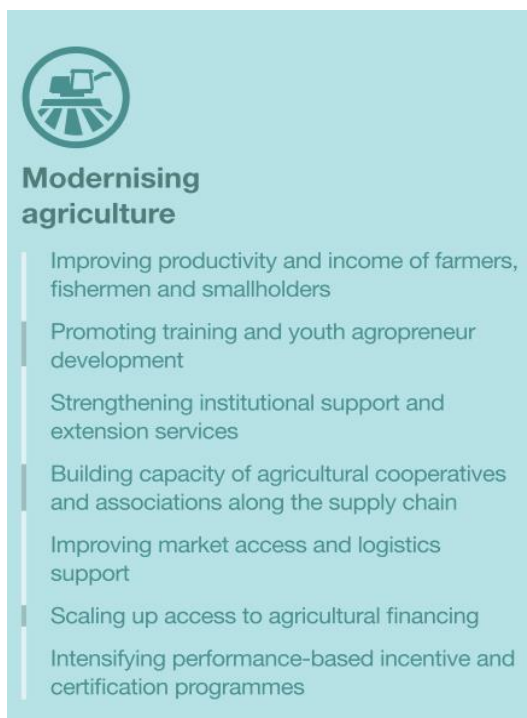 Modernising
agriculture
Improving productivity and income of farmers,
fishermen and smallholders
Promoting training and youth agropreneur
development
Strengthening institutional support and
extension services
Building capacity of agricultural cooperatives
and associations along the supply chain
Improving market access and logistics
support
Scaling up access to agricultural financing
Intensifying performance-based incentive and
certification programmes